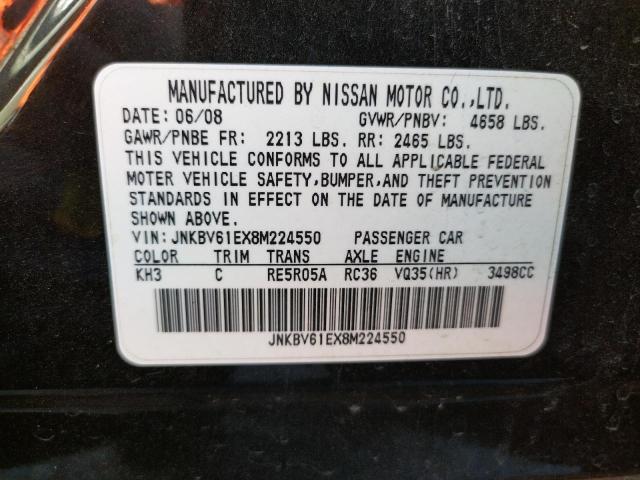 MANUFACTURED BY NISSAN MOTOR CO.,LTD.
DATE: 06/08 GVWR/PNBV: 4658 LBS.
GAWR/PNBE FR: 2213 LBS. RR: 2465 LBS.
THIS VEHICLE CONFORMS TO ALL APPLICABLE FEDERAL
MOTER VEHICLE SAFETY,BUMPER,AND THEFT PREVENTION
STANDARDS IN EFFECT ON THE DATE OF MANUFACTURE
SHOWN ABOVE.
VIN: JNKBV61EX8M224550 PASSENGER CAR
COLOR TRIM TRANS AXLE ENGINE
KH3 C RE5R05A RC36 VQ35(HR) 3498CC
JNKBV61EX8M224550